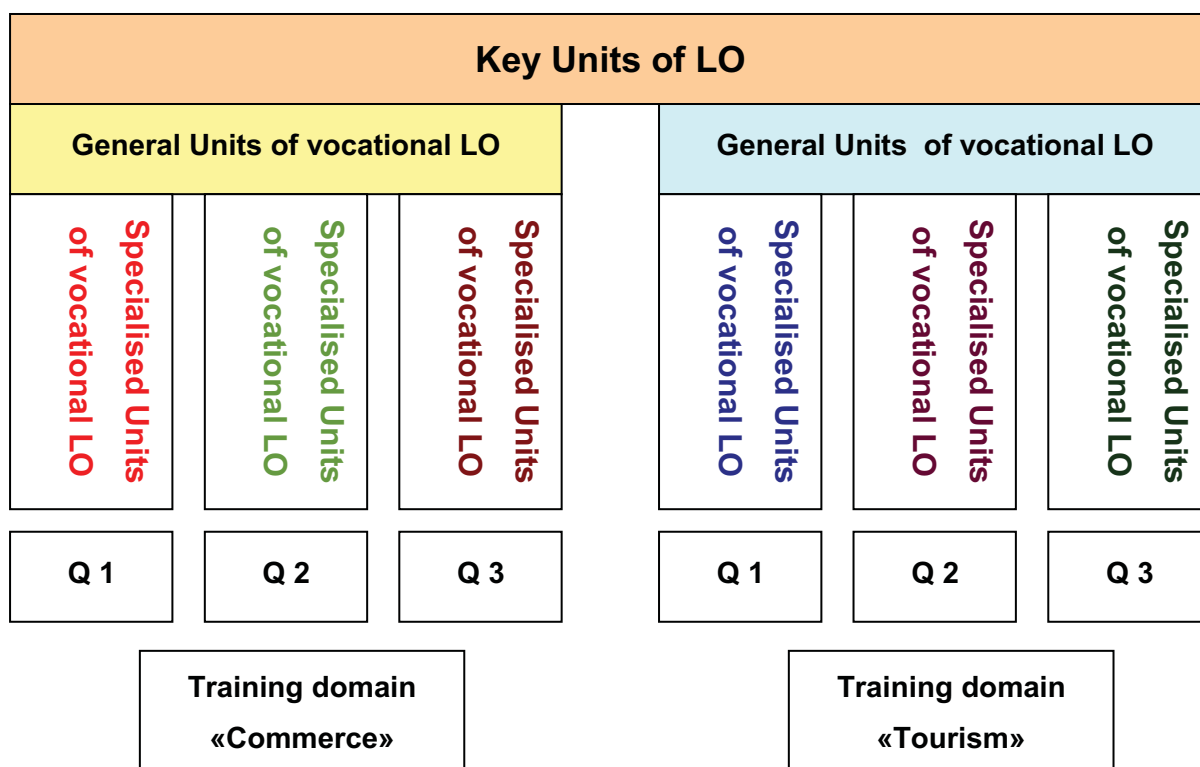 Key Units of LO
General Units of vocational LO
General Units of vocational LO
Specialised Units
of vocational LO
Specialised Units
of vocational LO
Specialised Units
of vocational LO
Specialised Units
of vocational LO
Specialised Units
of vocational LO
Specialised Units
of vocational LO
Q 1
Q 2
Q 3
Q 1
Q 2
Q 3
Training domain
«Commerce»
Training domain
«Tourism»